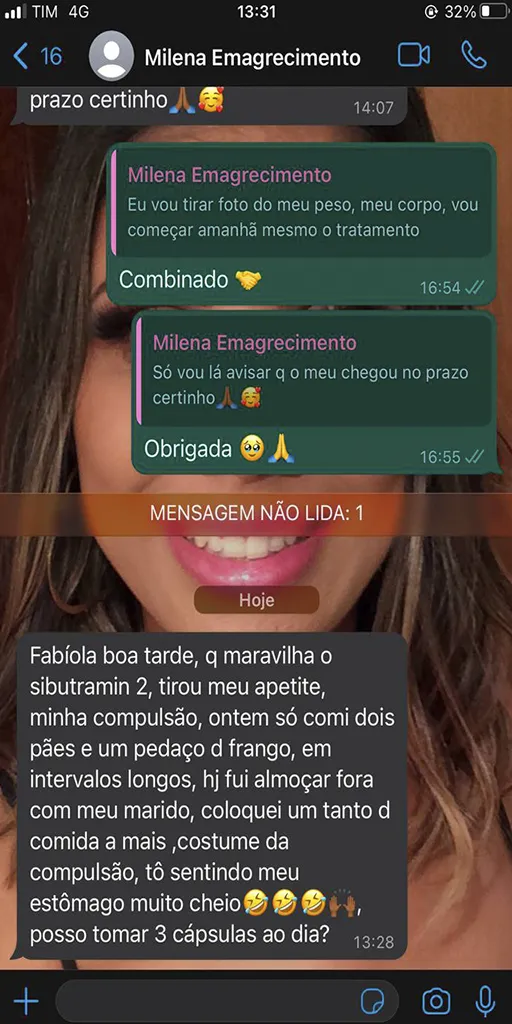 TIM 4G 13:31 32%
16 Milena Emagrecimento
prazo certinho🙏🏾🥰
14:07
Milena Emagrecimento
Eu vou tirar foto do meu peso, meu corpo, vou
começar amanhã mesmo o tratamento
Combinado 🤝
16:54
Milena Emagrecimento
Só vou lá avisar q o meu chegou no prazo
certinho🙏🏾🥰
Obrigada 🥹🙏
16:55
MENSAGEM NÃO LIDA: 1
Hoje
Fabíola boa tarde, q maravilha o
sibutramin 2, tirou meu apetite,
minha compulsão, ontem só comi dois
pães e um pedaço d frango, em
intervalos longos, hj fui almoçar fora
com meu marido, coloquei um tanto d
comida a mais ,costume da
compulsão, tô sentindo meu
estômago muito cheio🤣🤣🤣🙌🏾,
posso tomar 3 cápsulas ao dia?
13:28